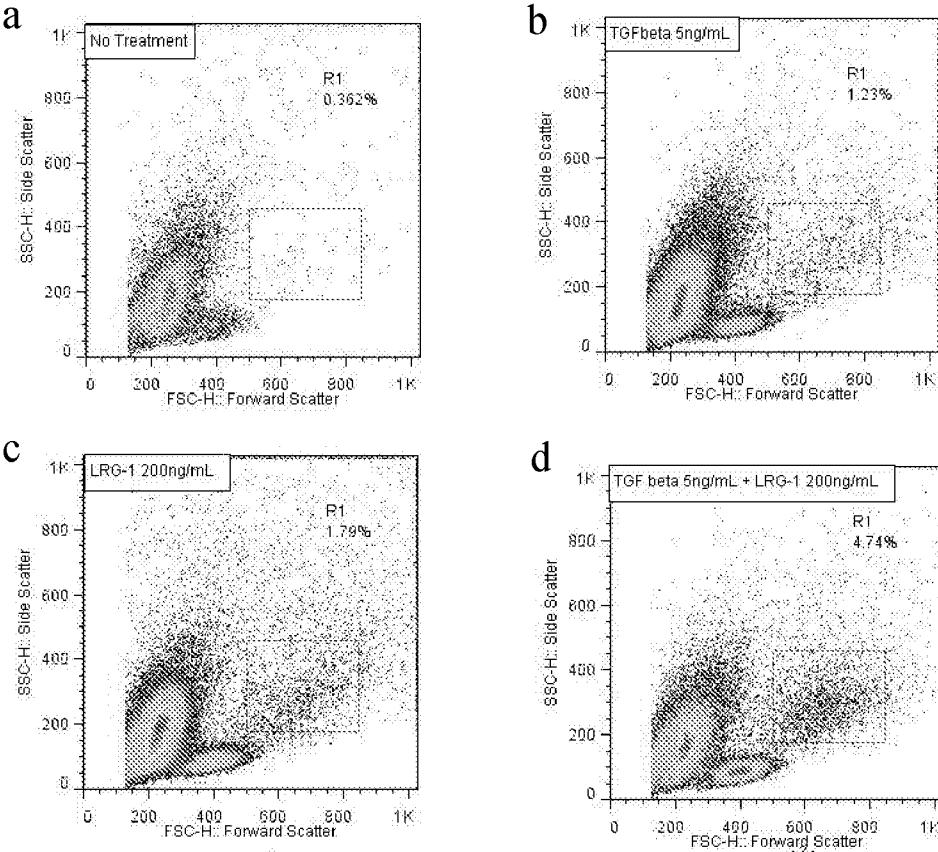 a
No Treatment
R1
0.362%
1K
800
600
400
200
0
SSC-H:: Side Scatter
0 200 400 600 800 1K
FSC-H:: Forward Scatter
b
TGFbeta 5ng/mL
R1
1.23%
1K
800
600
400
200
0
SSC-H:: Side Scatter
0 200 400 600 800 1K
FSC-H:: Forward Scatter
c
LRG-1 200ng/mL
R1
1.79%
1K
800
600
400
200
0
SSC-H:: Side Scatter
0 200 400 600 800 1K
FSC-H:: Forward Scatter
d
TGF beta 5ng/mL + LRG-1 200ng/mL
R1
4.74%
800
600
400
200
0
SSC-H:: Side Scatter
0 200 400 600 800 1K
FSC-H:: Forward Scatter